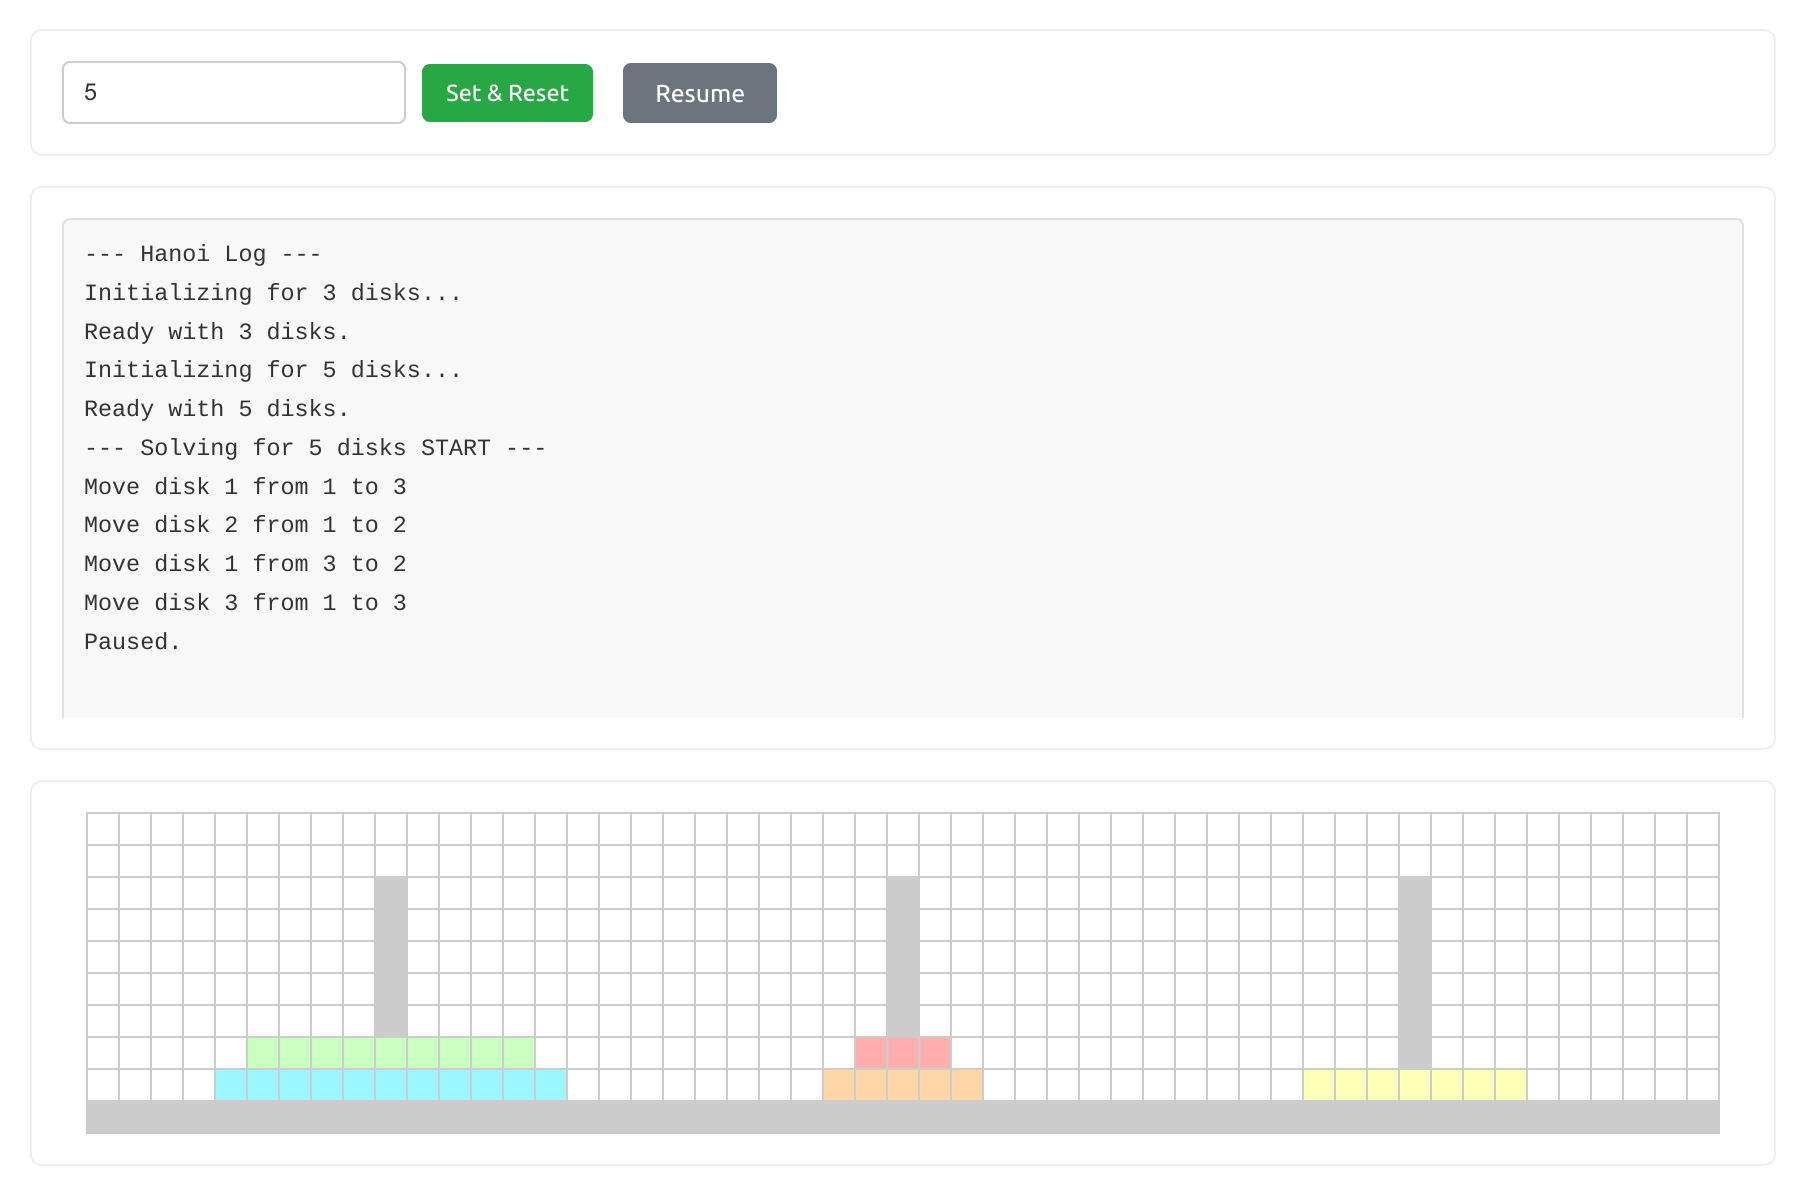 5
Set & Reset
Resume
--- Hanoi Log ---
Initializing for 3 disks...
Ready with 3 disks.
Initializing for 5 disks...
Ready with 5 disks.
--- Solving for 5 disks START ---
Move disk 1 from 1 to 3
Move disk 2 from 1 to 2
Move disk 1 from 3 to 2
Move disk 3 from 1 to 3
Paused.